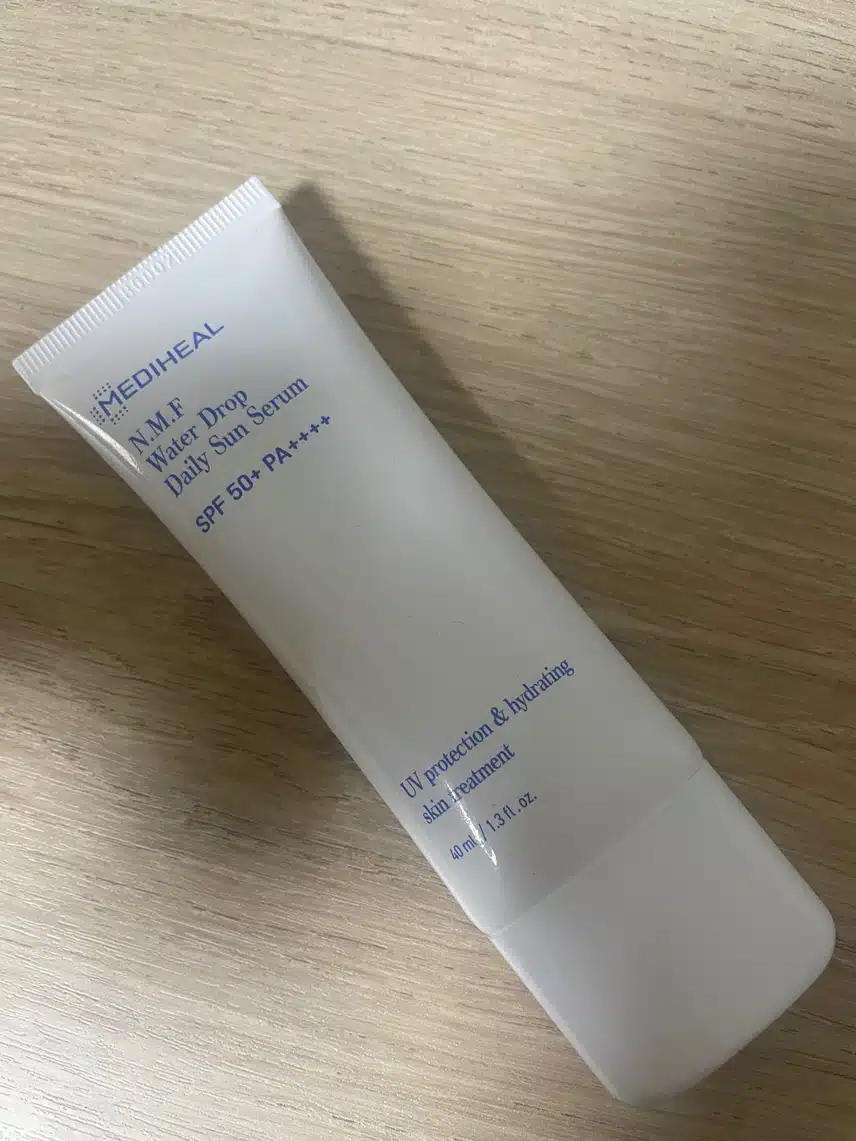 MEDIHEAL
N.M.F
Water Drop
Daily Sun Serum
SPF 50+ PA++++
UV protection & hydrating
skin treatment
40 mL / 1.3 fl. oz.